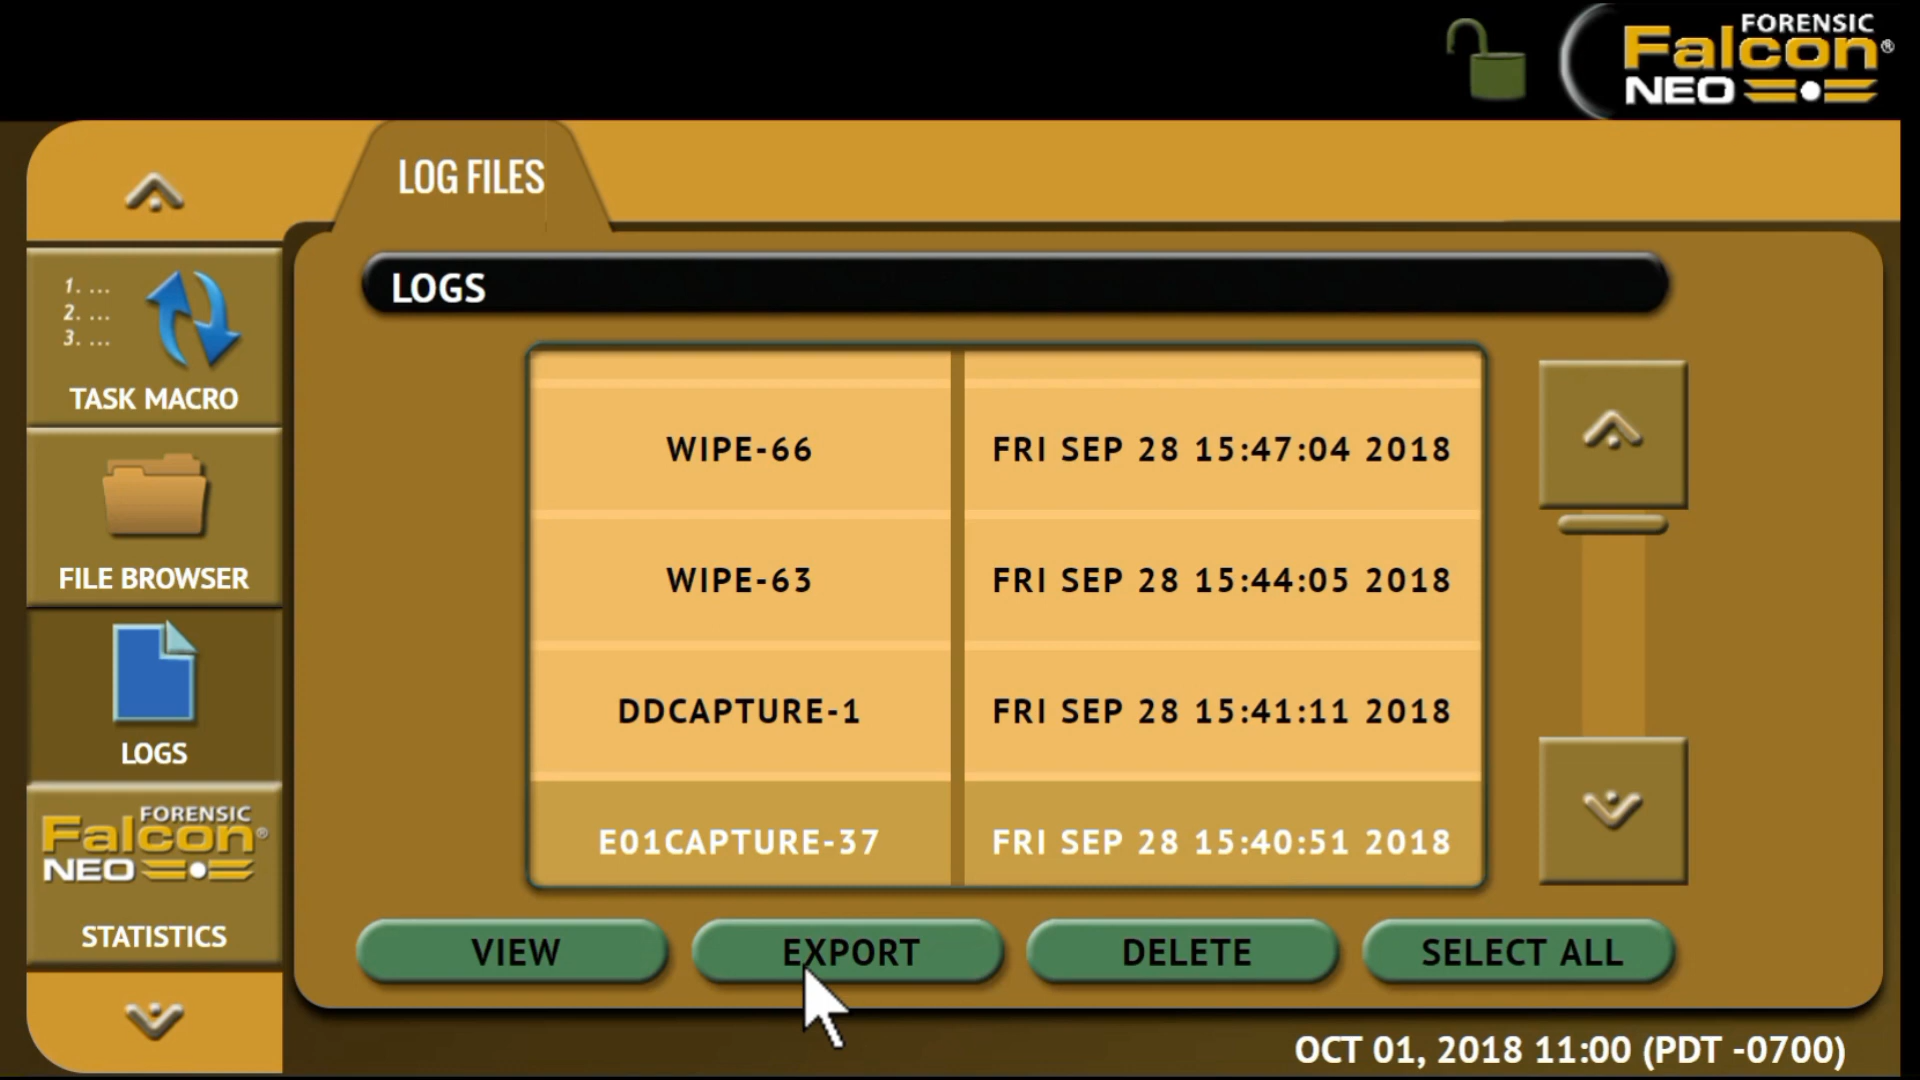 FORENSIC
Falcon®
NEO
LOG FILES
LOGS
1. ...
2. ...
3. ...
TASK MACRO
FILE BROWSER
LOGS
FORENSIC
Falcon®
NEO
STATISTICS
WIPE-66 FRI SEP 28 15:47:04 2018
WIPE-63 FRI SEP 28 15:44:05 2018
DDCAPTURE-1 FRI SEP 28 15:41:11 2018
E01CAPTURE-37 FRI SEP 28 15:40:51 2018
VIEW EXPORT DELETE SELECT ALL
OCT 01, 2018 11:00 (PDT -0700)